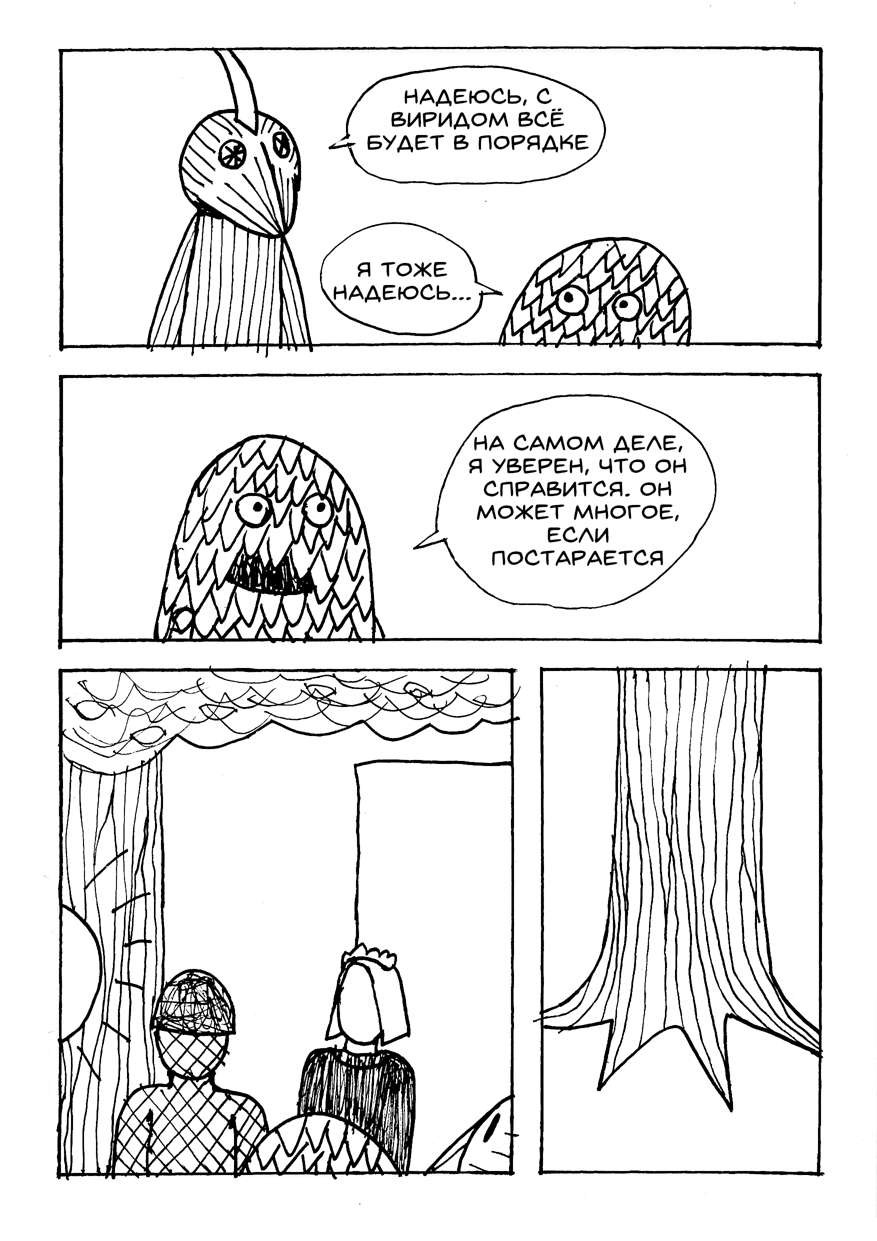 НАДЕЮСЬ, С
ВИРИДОМ ВСЁ
БУДЕТ В ПОРЯДКЕ
Я ТОЖЕ
НАДЕЮСЬ...
НА САМОМ ДЕЛЕ,
Я УВЕРЕН, ЧТО ОН
СПРАВИТСЯ. ОН
МОЖЕТ МНОГОЕ,
ЕСЛИ
ПОСТАРАЕТСЯ